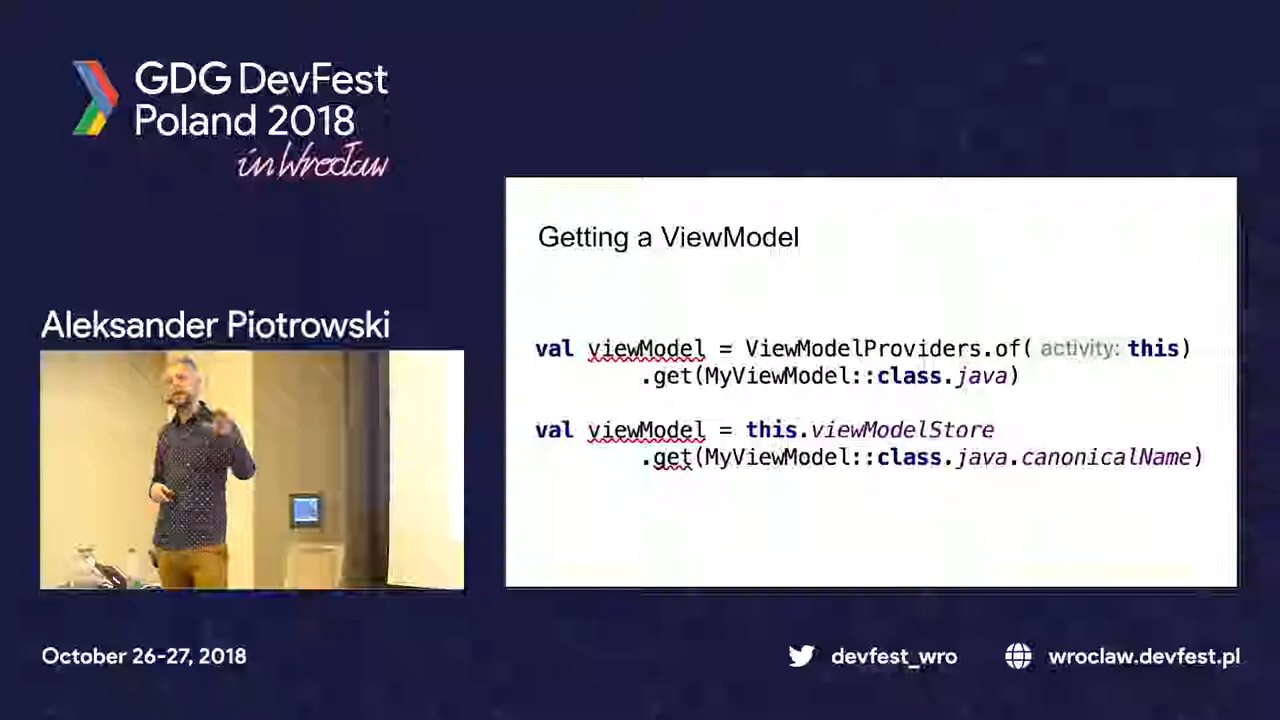 GDG DevFest
Poland 2018
in Wrocław
Aleksander Piotrowski
Getting a ViewModel
val viewModel = ViewModelProviders.of( activity: this)
.get(MyViewModel::class.java)
val viewModel = this.viewModelStore
.get(MyViewModel::class.java.canonicalName)
October 26-27, 2018
devfest_wro
wroclaw.devfest.pl